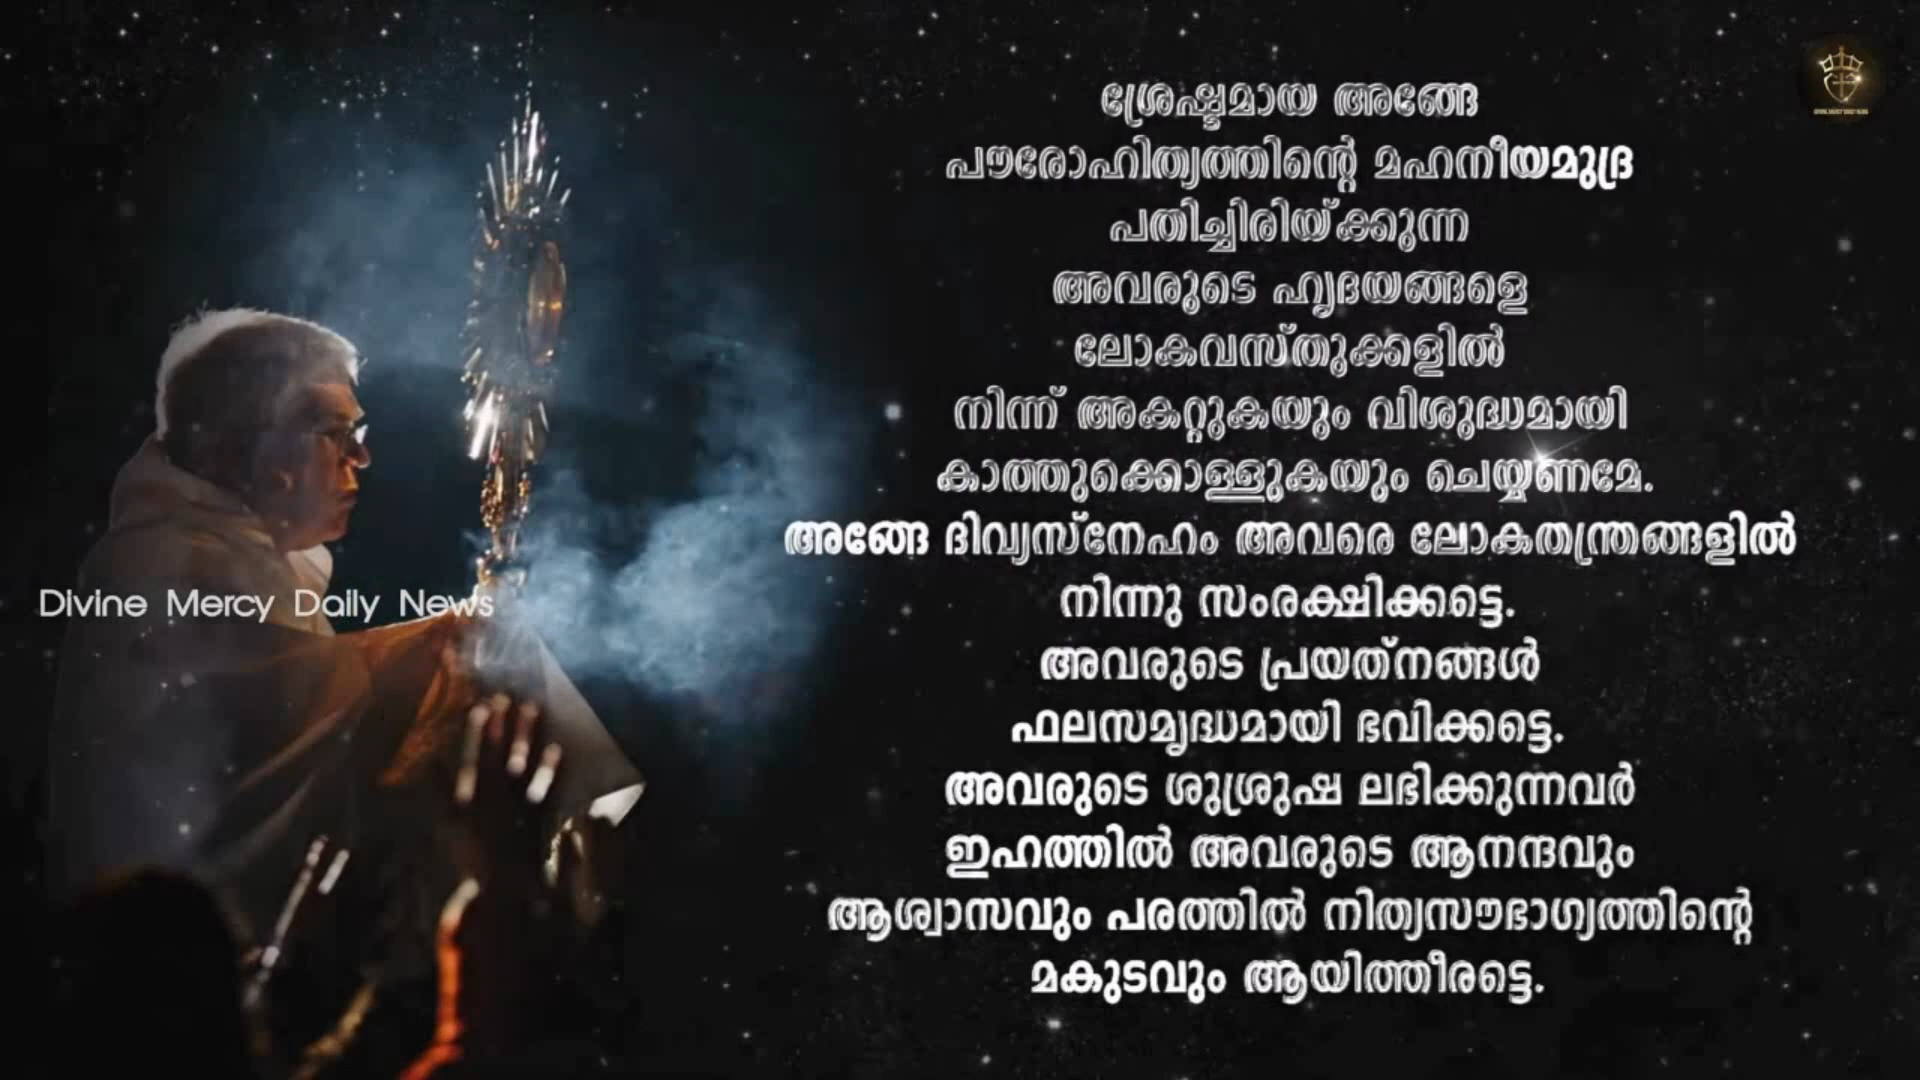 ശ്രേഷ്ഠമായ അങ്ങേ
പൗരോഹിത്യത്തിന്റെ മഹനീയമുദ്ര
പതിച്ചിരിയ്ക്കുന്ന
അവരുടെ ഹൃദയങ്ങളെ
ലോകവസ്തുക്കളിൽ
നിന്ന് അകറ്റുകയും വിശുദ്ധമായി
കാത്തുക്കൊള്ളുകയും ചെയ്യണമേ.
അങ്ങേ ദിവ്യസ്നേഹം അവരെ ലോകതന്ത്രങ്ങളിൽ
നിന്നു സംരക്ഷിക്കട്ടെ.
Divine Mercy Daily News
അവരുടെ പ്രയത്നങ്ങൾ
ഫലസമൃദ്ധമായി ഭവിക്കട്ടെ.
അവരുടെ ശുശ്രുഷ ലഭിക്കുന്നവർ
ഇഹത്തിൽ അവരുടെ ആനന്ദവും
ആശ്വാസവും പരത്തിൽ നിത്യസൗഭാഗ്യത്തിന്റെ
മകുടവും ആയിത്തീരട്ടെ.